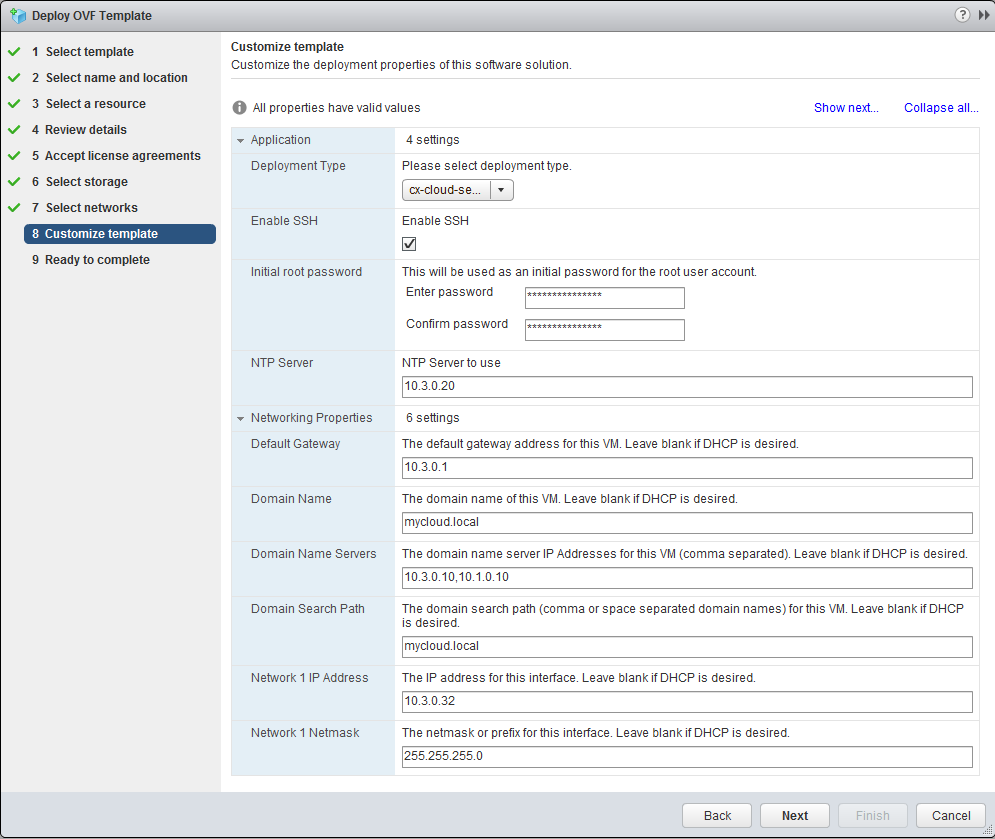 Deploy OVF Template
?
1 Select template
2 Select name and location
3 Select a resource
4 Review details
5 Accept license agreements
6 Select storage
7 Select networks
8 Customize template
9 Ready to complete
Customize template
Customize the deployment properties of this software solution.
All properties have valid values
Show next...
Collapse all...
Application
4 settings
Deployment Type
Please select deployment type.
cx-cloud-se...
Enable SSH
Enable SSH
Initial root password
This will be used as an initial password for the root user account.
Enter password
***************
Confirm password
***************
NTP Server
NTP Server to use
10.3.0.20
Networking Properties
6 settings
Default Gateway
The default gateway address for this VM. Leave blank if DHCP is desired.
10.3.0.1
Domain Name
The domain name of this VM. Leave blank if DHCP is desired.
mycloud.local
Domain Name Servers
The domain name server IP Addresses for this VM (comma separated). Leave blank if DHCP is desired.
10.3.0.10,10.1.0.10
Domain Search Path
The domain search path (comma or space separated domain names) for this VM. Leave blank if DHCP
is desired.
mycloud.local
Network 1 IP Address
The IP address for this interface. Leave blank if DHCP is desired.
10.3.0.32
Network 1 Netmask
The netmask or prefix for this interface. Leave blank if DHCP is desired.
255.255.255.0
Back
Next
Finish
Cancel